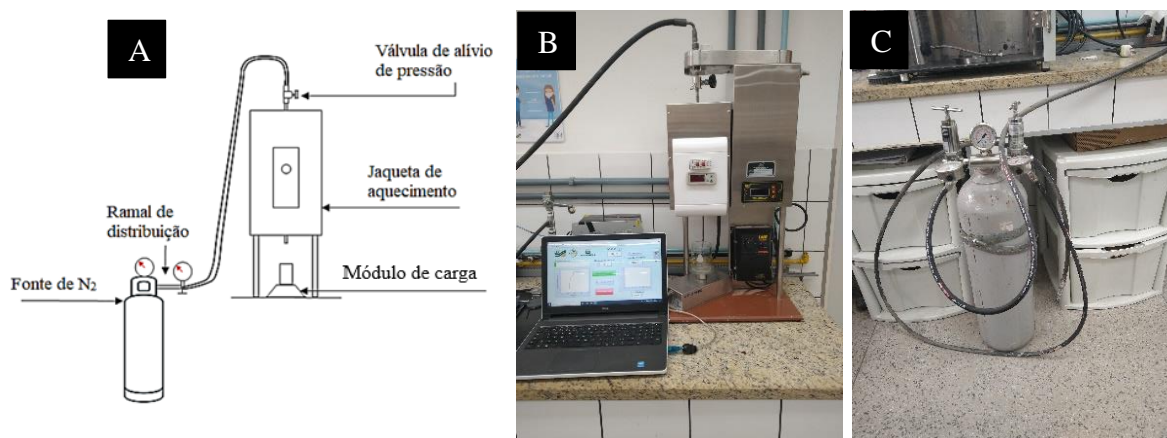 A
Válvula de alívio
de pressão
Jaqueta de
aquecimento
Ramal de
distribuição
Módulo de carga
Fonte de N2
B
C